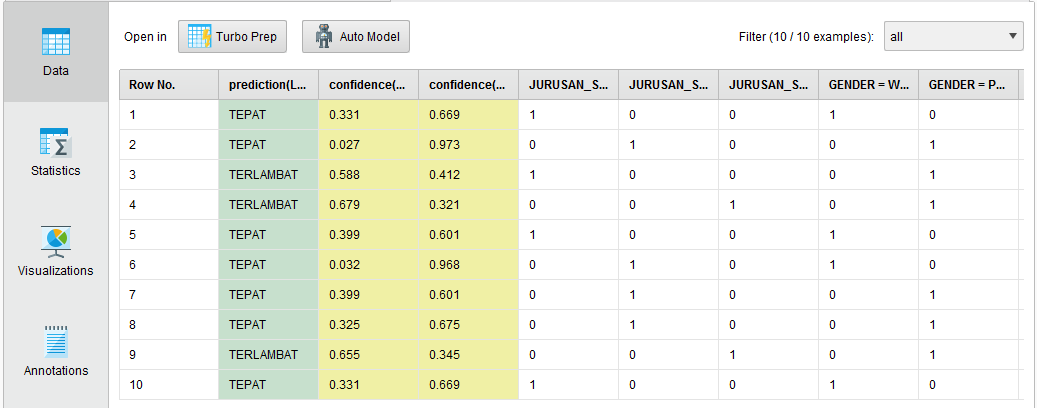 Open in Turbo Prep Auto Model Filter (10 / 10 examples): all
Data
Statistics
Visualizations
Annotations
Row No. prediction(L... confidence(... confidence(... JURUSAN_S... JURUSAN_S... JURUSAN_S... GENDER = W... GENDER = P...
1 TEPAT 0.331 0.669 1 0 0 1 0
2 TEPAT 0.027 0.973 0 1 0 0 1
3 TERLAMBAT 0.588 0.412 1 0 0 0 1
4 TERLAMBAT 0.679 0.321 0 0 1 0 1
5 TEPAT 0.399 0.601 1 0 0 1 0
6 TEPAT 0.032 0.968 0 1 0 1 0
7 TEPAT 0.399 0.601 0 1 0 0 1
8 TEPAT 0.325 0.675 0 1 0 0 1
9 TERLAMBAT 0.655 0.345 0 0 1 0 1
10 TEPAT 0.331 0.669 1 0 0 1 0